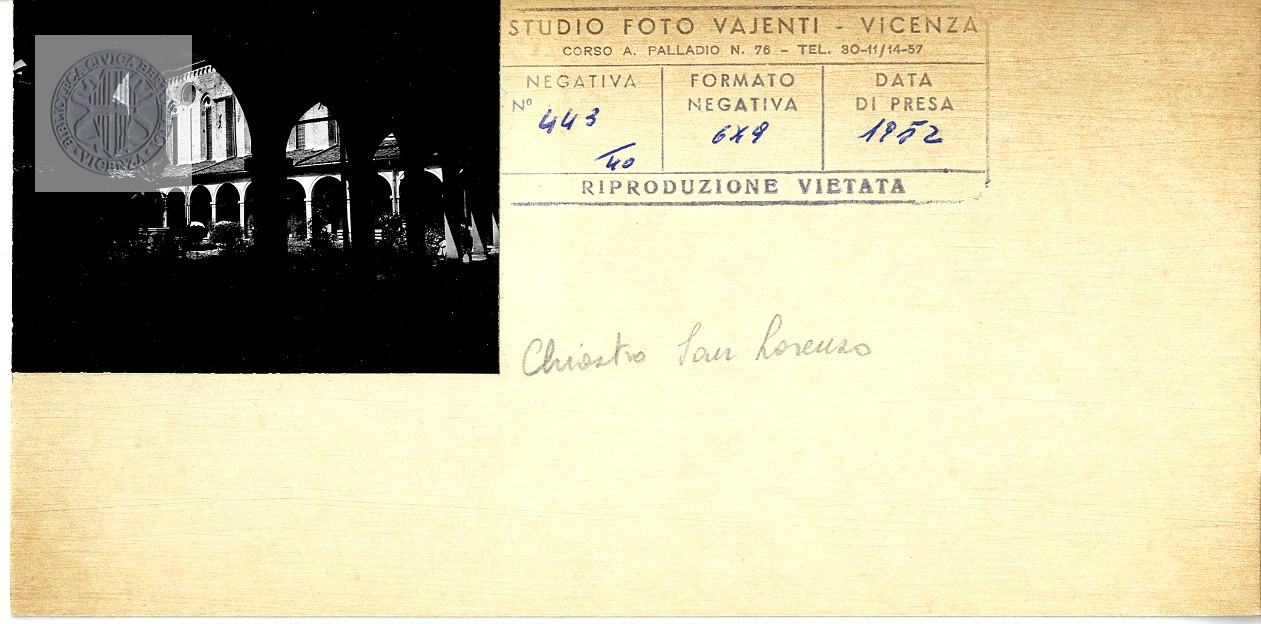 BIBLIOTECA CIVICA BERTOLIANA
VICENZA
STUDIO FOTO VAJENTI - VICENZA
CORSO A. PALLADIO N. 76 - TEL. 30-11/14-57
NEGATIVA
Nº 443
/40
FORMATO
NEGATIVA
6x9
DATA
DI PRESA
1952
RIPRODUZIONE VIETATA
Chiostro San Lorenzo